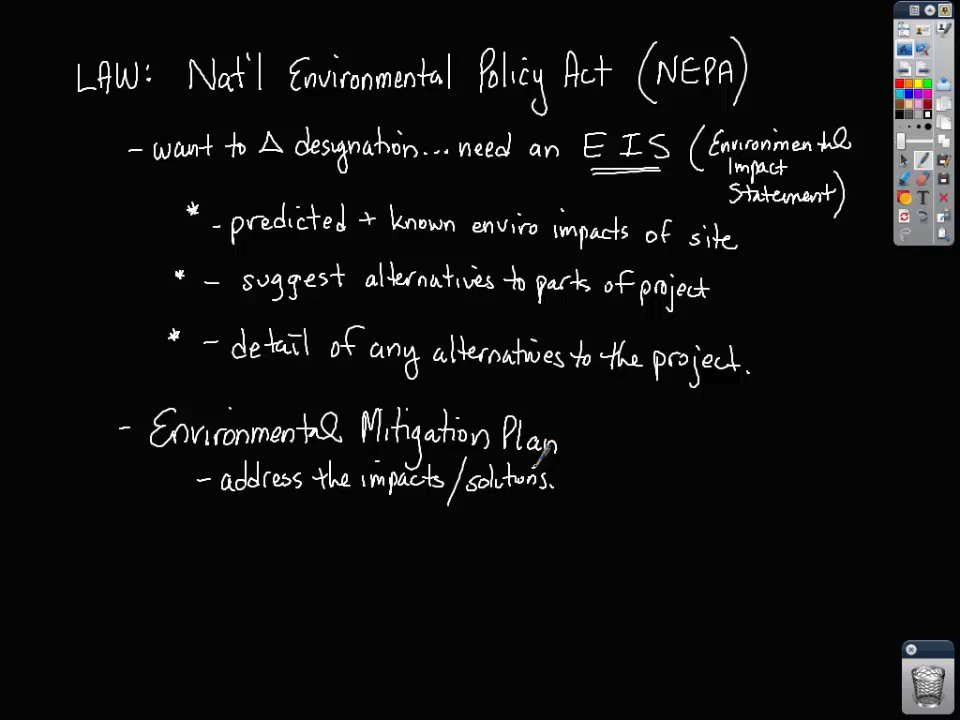 LAW: Nat'l Environmental Policy Act (NEPA)
- want to Δ designation... need an EIS (Environmental
Impact
Statement)
* - predicted + known enviro impacts of site
* - suggest alternatives to parts of project
* - detail of any alternatives to the project.
- Environmental Mitigation Plan
- address the impacts/solutions.